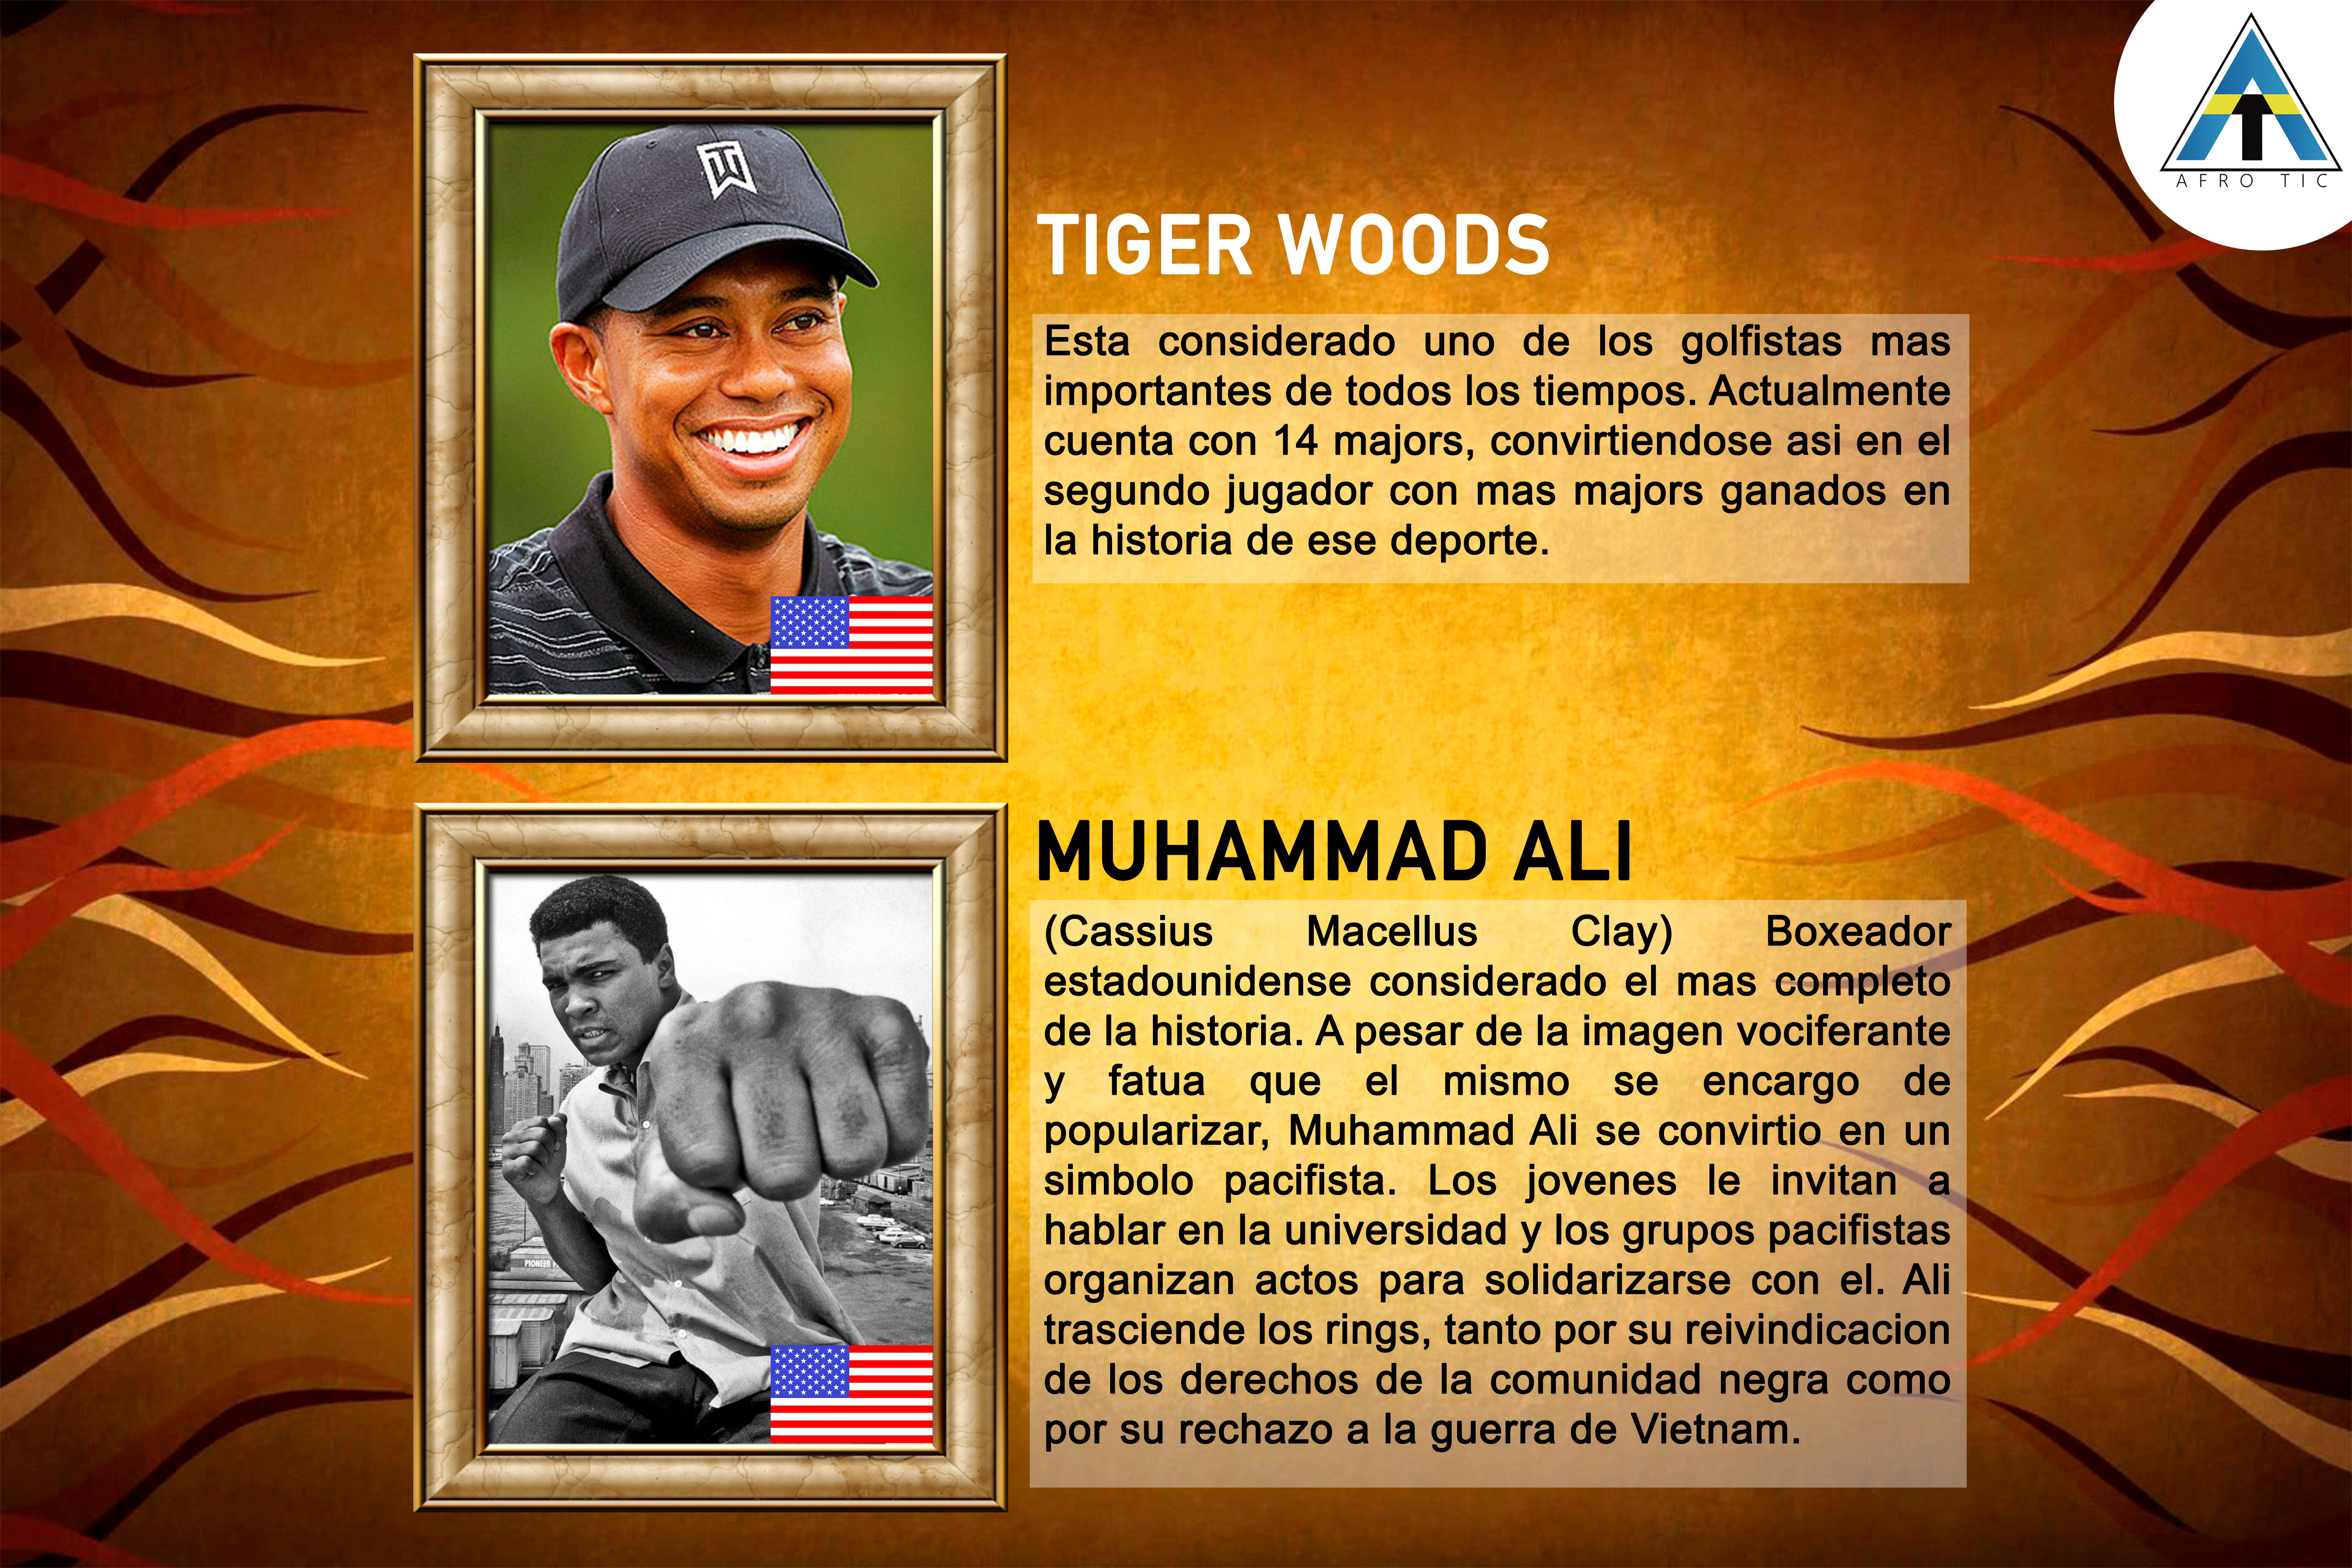 AFRO TIC
TIGER WOODS
Esta considerado uno de los golfistas mas
importantes de todos los tiempos. Actualmente
cuenta con 14 majors, convirtiendose asi en el
segundo jugador con mas majors ganados en
la historia de ese deporte.
MUHAMMAD ALI
(Cassius Macellus Clay) Boxeador
estadounidense considerado el mas completo
de la historia. A pesar de la imagen vociferante
y fatua que el mismo se encargo de
popularizar, Muhammad Ali se convirtio en un
simbolo pacifista. Los jovenes le invitan a
hablar en la universidad y los grupos pacifistas
organizan actos para solidarizarse con el. Ali
trasciende los rings, tanto por su reivindicacion
de los derechos de la comunidad negra como
por su rechazo a la guerra de Vietnam.
PIONEER